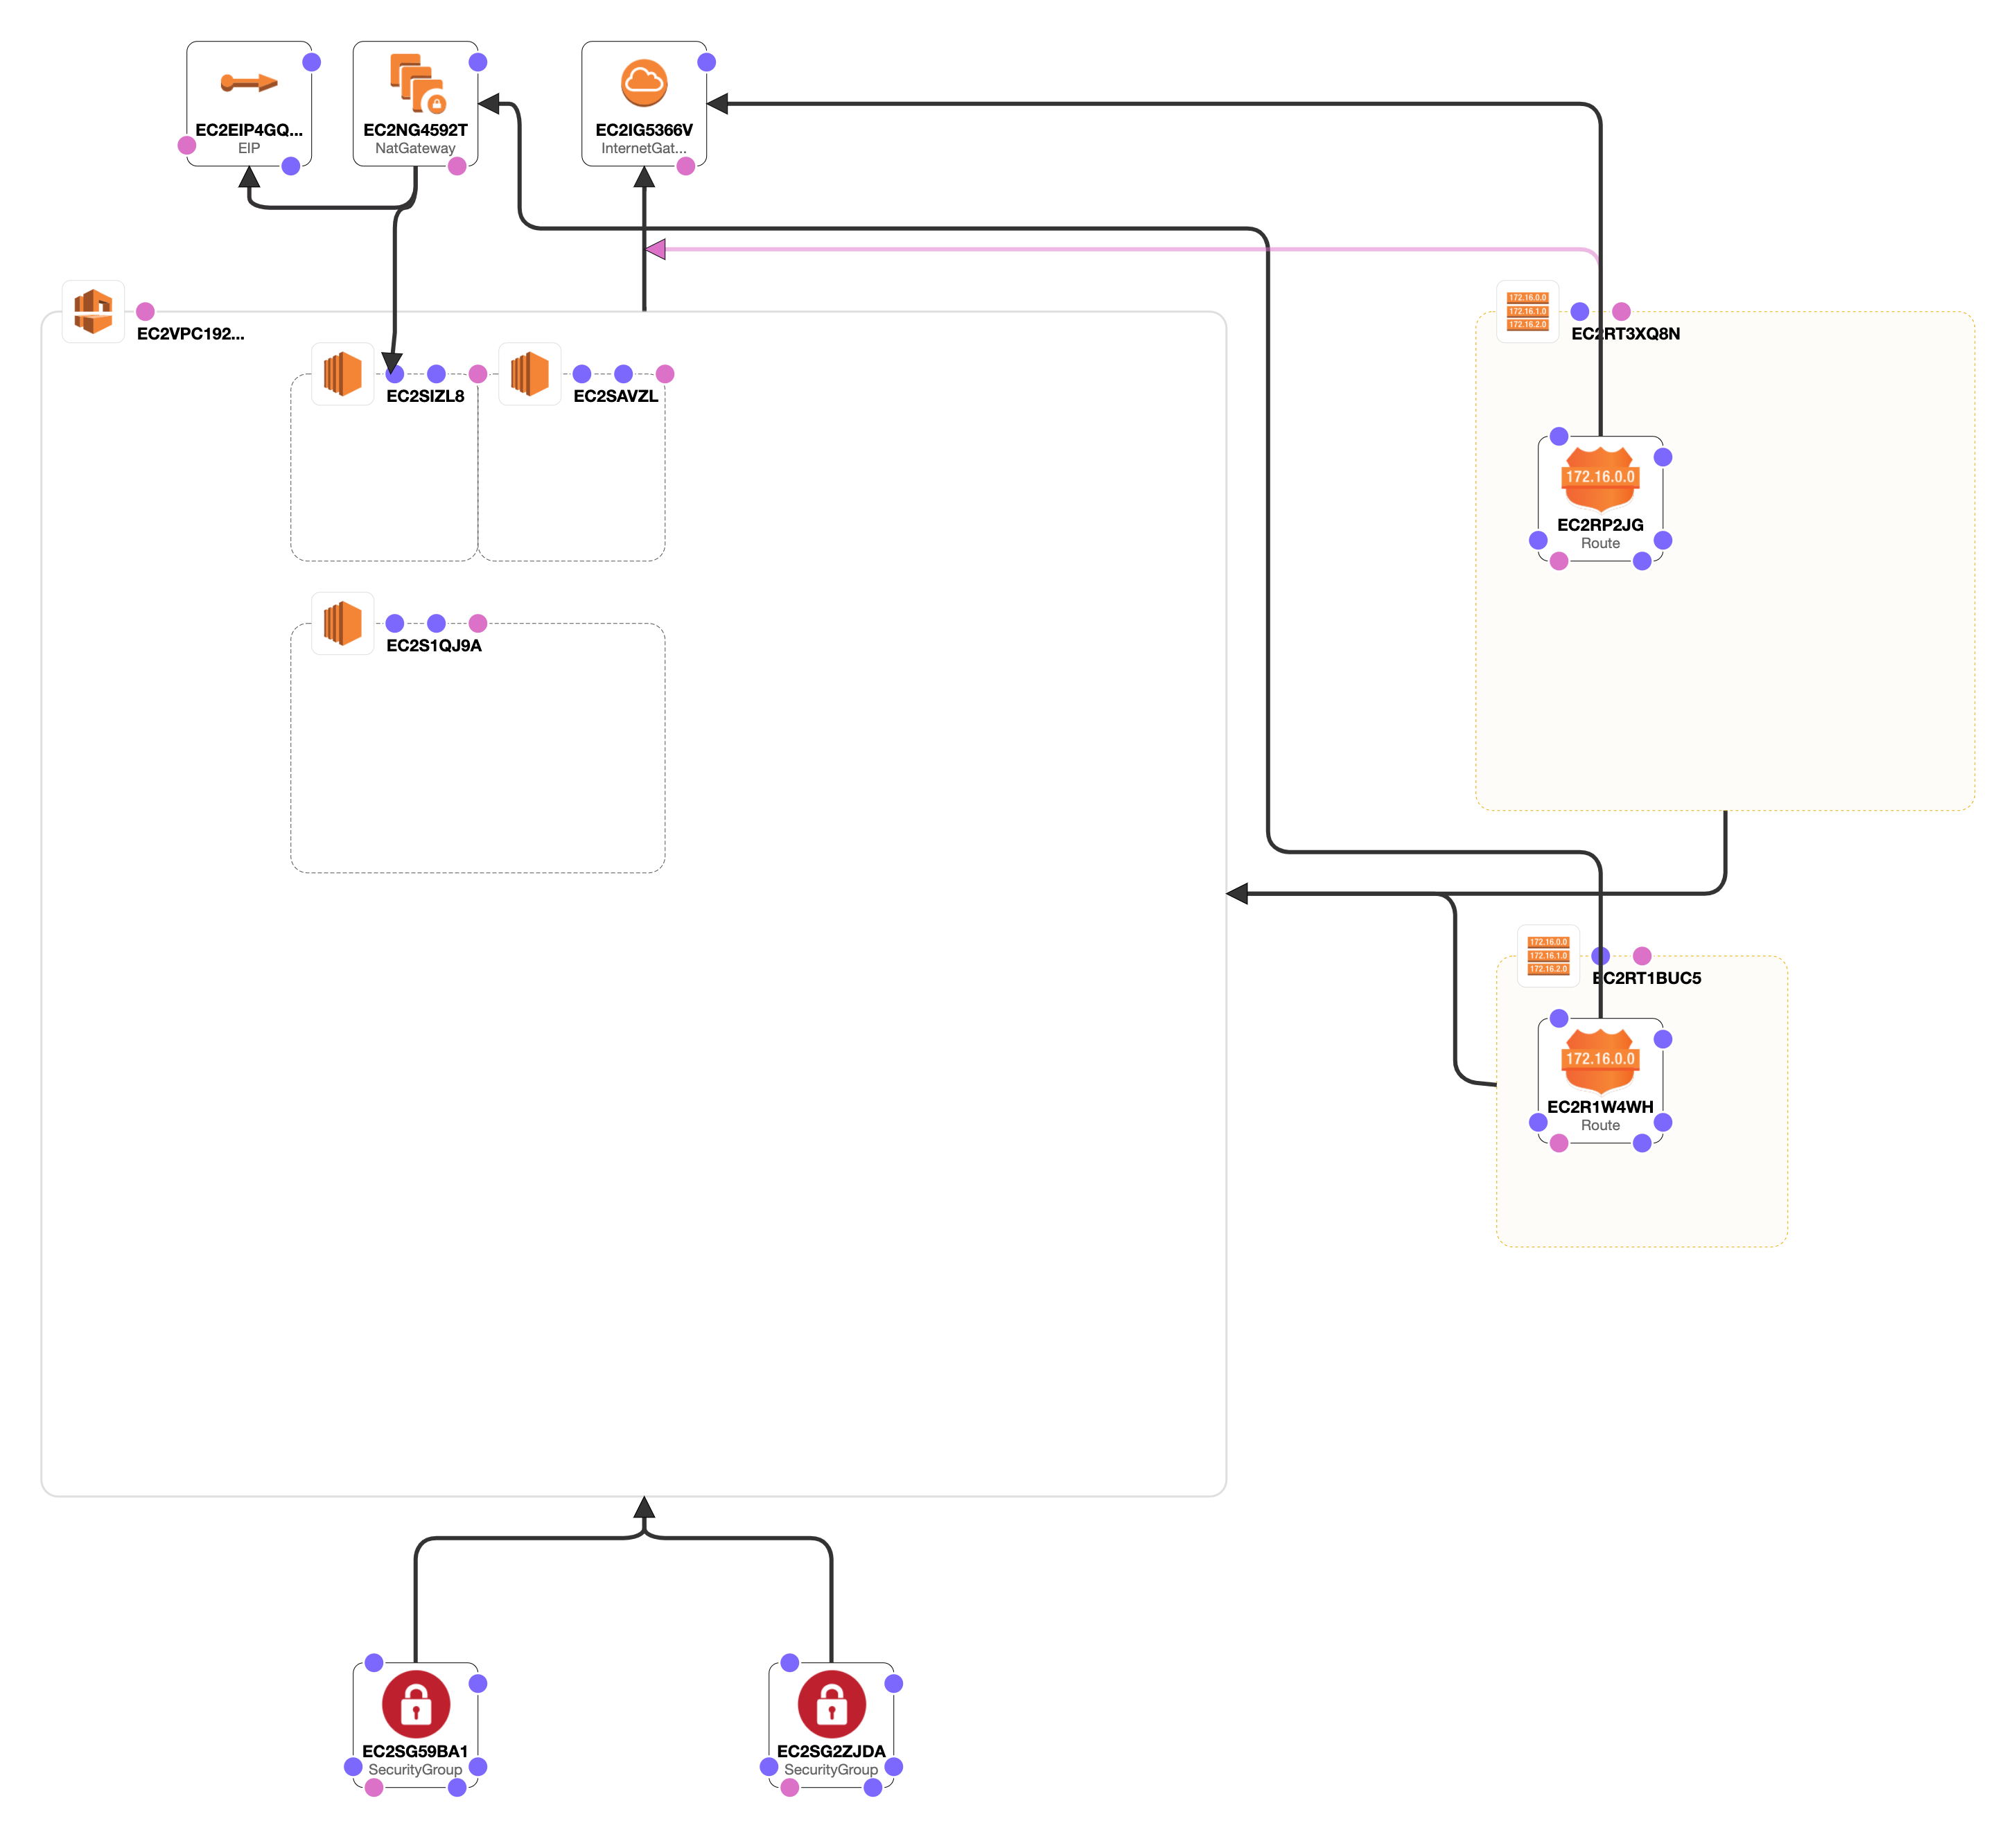 EC2EIP4GQ...
EIP
EC2NG4592T
NatGateway
EC2IG5366V
InternetGat...
EC2VPC192...
172.16.0.0
172.16.1.0
172.16.2.0
EC2RT3XQ8N
EC2SIZL8
EC2SAVZL
172.16.0.0
EC2RP2JG
Route
EC2S1QJ9A
172.16.0.0
172.16.1.0
172.16.2.0
EC2RT1BUC5
172.16.0.0
EC2R1W4WH
Route
EC2SG59BA1
SecurityGroup
EC2SG2ZJDA
SecurityGroup